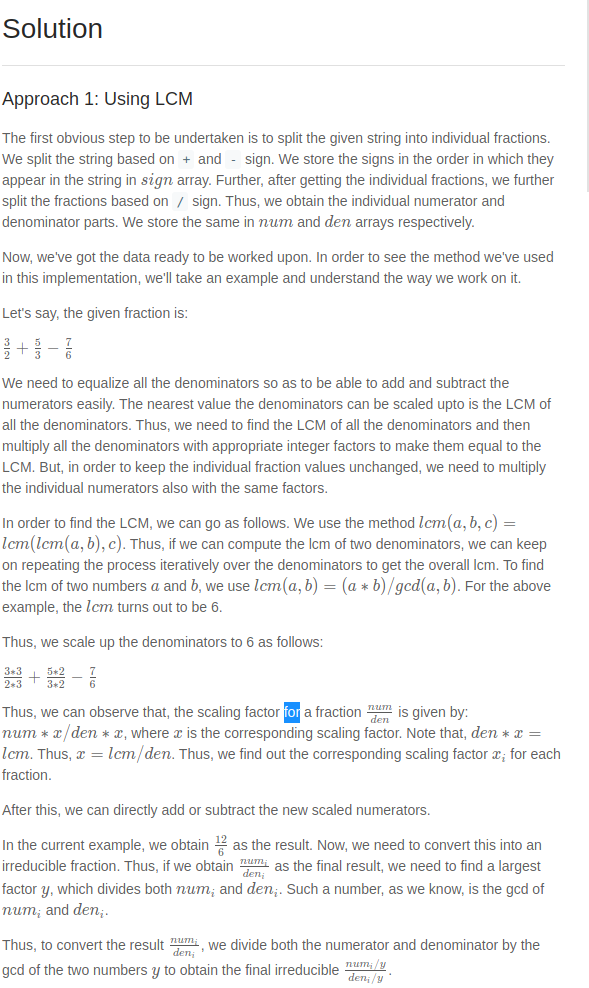 Solution
Approach 1: Using LCM
The first obvious step to be undertaken is to split the given string into individual fractions.
We split the string based on + and - sign. We store the signs in the order in which they
appear in the string in sign array. Further, after getting the individual fractions, we further
split the fractions based on / sign. Thus, we obtain the individual numerator and
denominator parts. We store the same in num and den arrays respectively.
Now, we've got the data ready to be worked upon. In order to see the method we've used
in this implementation, we'll take an example and understand the way we work on it.
Let's say, the given fraction is:
3/2 + 5/3 − 7/6
We need to equalize all the denominators so as to be able to add and subtract the
numerators easily. The nearest value the denominators can be scaled upto is the LCM of
all the denominators. Thus, we need to find the LCM of all the denominators and then
multiply all the denominators with appropriate integer factors to make them equal to the
LCM. But, in order to keep the individual fraction values unchanged, we need to multiply
the individual numerators also with the same factors.
In order to find the LCM, we can go as follows. We use the method lcm(a, b, c) =
lcm(lcm(a, b), c). Thus, if we can compute the lcm of two denominators, we can keep
on repeating the process iteratively over the denominators to get the overall lcm. To find
the lcm of two numbers a and b, we use lcm(a, b) = (a ∗ b)/gcd(a, b). For the above
example, the lcm turns out to be 6.
Thus, we scale up the denominators to 6 as follows:
3∗3/2∗3 + 5∗2/3∗2 − 7/6
Thus, we can observe that, the scaling factor for a fraction num/den is given by:
num ∗ x/den ∗ x, where x is the corresponding scaling factor. Note that, den ∗ x =
lcm. Thus, x = lcm/den. Thus, we find out the corresponding scaling factor xᵢ for each
fraction.
After this, we can directly add or subtract the new scaled numerators.
In the current example, we obtain 12/6 as the result. Now, we need to convert this into an
irreducible fraction. Thus, if we obtain numᵢ/denᵢ as the final result, we need to find a largest
factor y, which divides both numᵢ and denᵢ. Such a number, as we know, is the gcd of
numᵢ and denᵢ.
Thus, to convert the result numᵢ/denᵢ, we divide both the numerator and denominator by the
gcd of the two numbers y to obtain the final irreducible numᵢ/y/denᵢ/y.